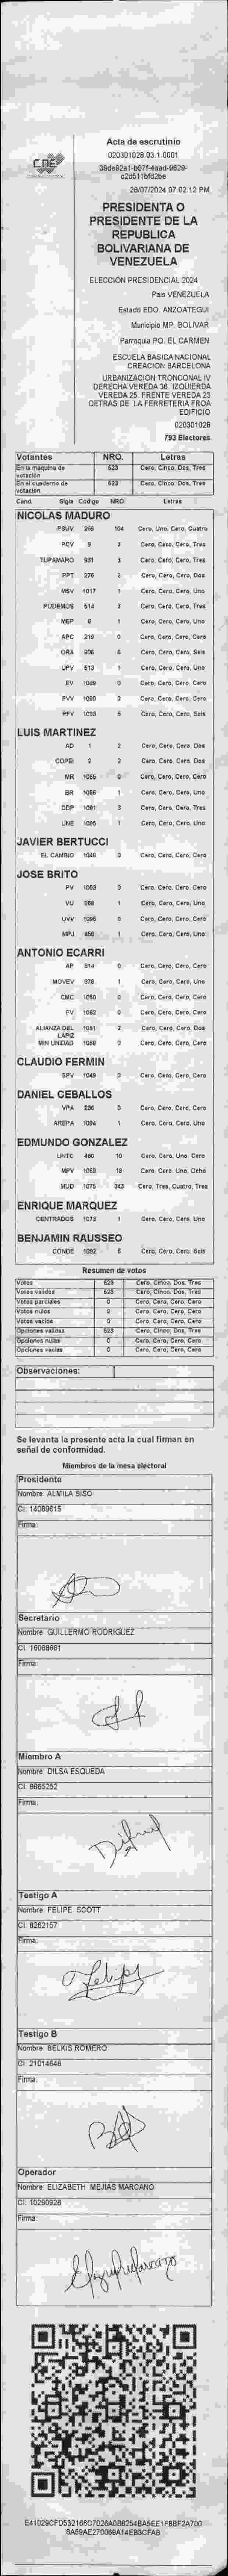 CNE
Acta de escrutinio
020301028.03.1.0001
28/07/2024 07:02:12 PM
PRESIDENTA O
PRESIDENTE DE LA
REPUBLICA
BOLIVARIANA DE
VENEZUELA
ELECCIÓN PRESIDENCIAL 2024
Pais VENEZUELA
Estado EDO. ANZOATEGUI
Municipio MP. BOLIVAR
Parroquia PQ. EL CARMEN
ESCUELA BASICA NACIONAL
CREACION BARCELONA
URBANIZACION TRONCONAL IV
DERECHA VEREDA 36. IZQUIERDA
VEREDA 25. FRENTE VEREDA 23
DETRAS DE LA FERRETERIA FROA
EDIFICIO
020301028
793 Electores
Votantes NRO. Letras
En la máquina de votación 523 Cero, Cinco, Dos, Tres
En el cuaderno de votación 523 Cero, Cinco, Dos, Tres
Cand. Sigla Código NRO. Letras
NICOLAS MADURO
PSUV 269 104 Cero, Uno, Cero, Cuatro
PCV 9 3 Cero, Cero, Cero, Tres
TUPAMARO 931 3 Cero, Cero, Cero, Tres
PPT 276 2 Cero, Cero, Cero, Dos
MSV 1017 1 Cero, Cero, Cero, Uno
PODEMOS 514 3 Cero, Cero, Cero, Tres
MEP 6 1 Cero, Cero, Cero, Uno
APC 219 0 Cero, Cero, Cero, Cero
ORA 806 6 Cero, Cero, Cero, Seis
UPV 613 1 Cero, Cero, Cero, Uno
EV 1089 0 Cero, Cero, Cero, Cero
PVV 1090 0 Cero, Cero, Cero, Cero
PFV 1093 6 Cero, Cero, Cero, Seis
LUIS MARTINEZ
AD 1 2 Cero, Cero, Cero, Dos
COPEI 2 2 Cero, Cero, Cero, Dos
MR 1065 0 Cero, Cero, Cero, Cero
BR 1066 1 Cero, Cero, Cero, Uno
DDP 1091 3 Cero, Cero, Cero, Tres
UNE 1095 1 Cero, Cero, Cero, Uno
JAVIER BERTUCCI
EL CAMBIO 1048 0 Cero, Cero, Cero, Cero
JOSE BRITO
PV 1053 0 Cero, Cero, Cero, Cero
VU 868 1 Cero, Cero, Cero, Uno
UVV 1096 0 Cero, Cero, Cero, Cero
MPJ 458 1 Cero, Cero, Cero, Uno
ANTONIO ECARRI
AP 914 0 Cero, Cero, Cero, Cero
MOVEV 978 1 Cero, Cero, Cero, Uno
CMC 1050 0 Cero, Cero, Cero, Cero
FV 1062 0 Cero, Cero, Cero, Cero
ALIANZA DEL LÁPIZ 1051 2 Cero, Cero, Cero, Dos
MIN UNIDAD 1069 0 Cero, Cero, Cero, Cero
CLAUDIO FERMIN
SPV 1049 0 Cero, Cero, Cero, Cero
DANIEL CEBALLOS
VPA 236 0 Cero, Cero, Cero, Cero
AREPA 1094 1 Cero, Cero, Cero, Uno
EDMUNDO GONZALEZ
UNTC 460 10 Cero, Cero, Uno, Cero
MPV 1069 18 Cero, Cero, Uno, Ocho
MUD 1075 343 Cero, Tres, Cuatro, Tres
ENRIQUE MARQUEZ
CENTRADOS 1073 1 Cero, Cero, Cero, Uno
BENJAMIN RAUSSEO
CONDE 1092 6 Cero, Cero, Cero, Seis
Resumen de votos
Votos 523 Cero, Cinco, Dos, Tres
Votos validos 523 Cero, Cinco, Dos, Tres
Votos parciales 0 Cero, Cero, Cero, Cero
Votos nulos 0 Cero, Cero, Cero, Cero
Votos vacios 0 Cero, Cero, Cero, Cero
Opciones validas 523 Cero, Cinco, Dos, Tres
Opciones nulas 0 Cero, Cero, Cero, Cero
Opciones vacias 0 Cero, Cero, Cero, Cero
Observaciones:
Se levanta la presente acta la cual firman en
señal de conformidad.
Miembros de la mesa electoral
Presidente
Nombre: ALMILA SISO
CI: 14089615
Firma:
Secretario
Nombre: GUILLERMO RODRIGUEZ
CI: 16068661
Firma:
Miembro A
Nombre: DILSA ESQUEDA
CI: 8865252
Firma:
Testigo A
Nombre: FELIPE SCOTT
CI: 8262157
Firma:
Testigo B
Nombre: BELKIS ROMERO
CI: 21014648
Firma:
Operador
Nombre: ELIZABETH MEJIAS MARCANO
CI: 10290928
Firma: